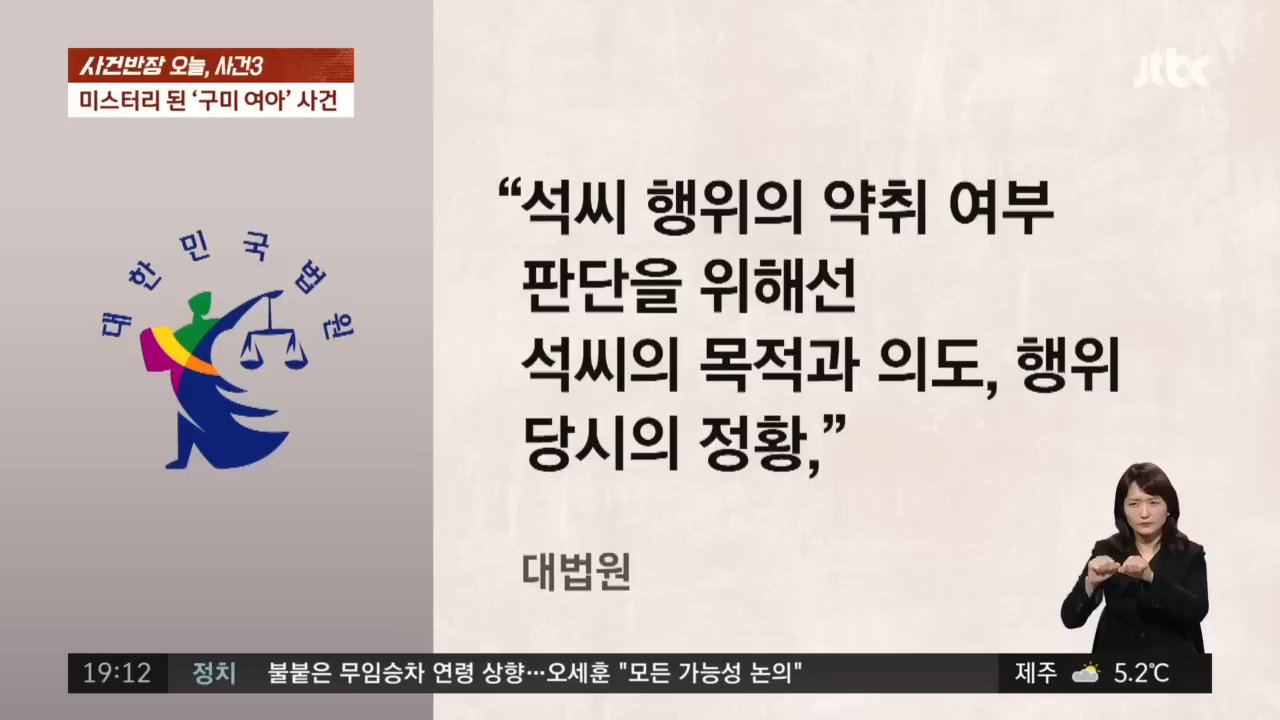 사건반장 오늘, 사건3
미스터리 된 ‘구미 여아’ 사건
jtbc
대한민국법원
“석씨 행위의 약취 여부
판단을 위해선
석씨의 목적과 의도, 행위
당시의 정황,”
대법원
19:12 정치 불붙은 무임승차 연령 상향…오세훈 "모든 가능성 논의" 제주 5.2℃